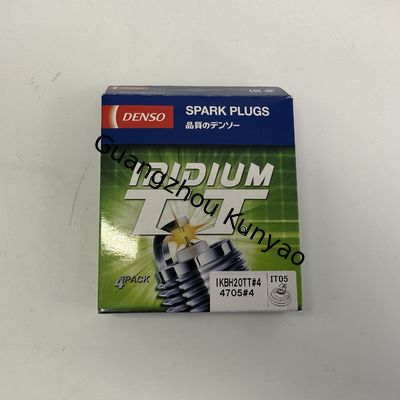 DENSO
SPARK PLUGS
品質のデンソー
IRIDIUM
TT
4PACK
IKBH20TT#4
4705#4
IT05
Guangzhou Kunyao